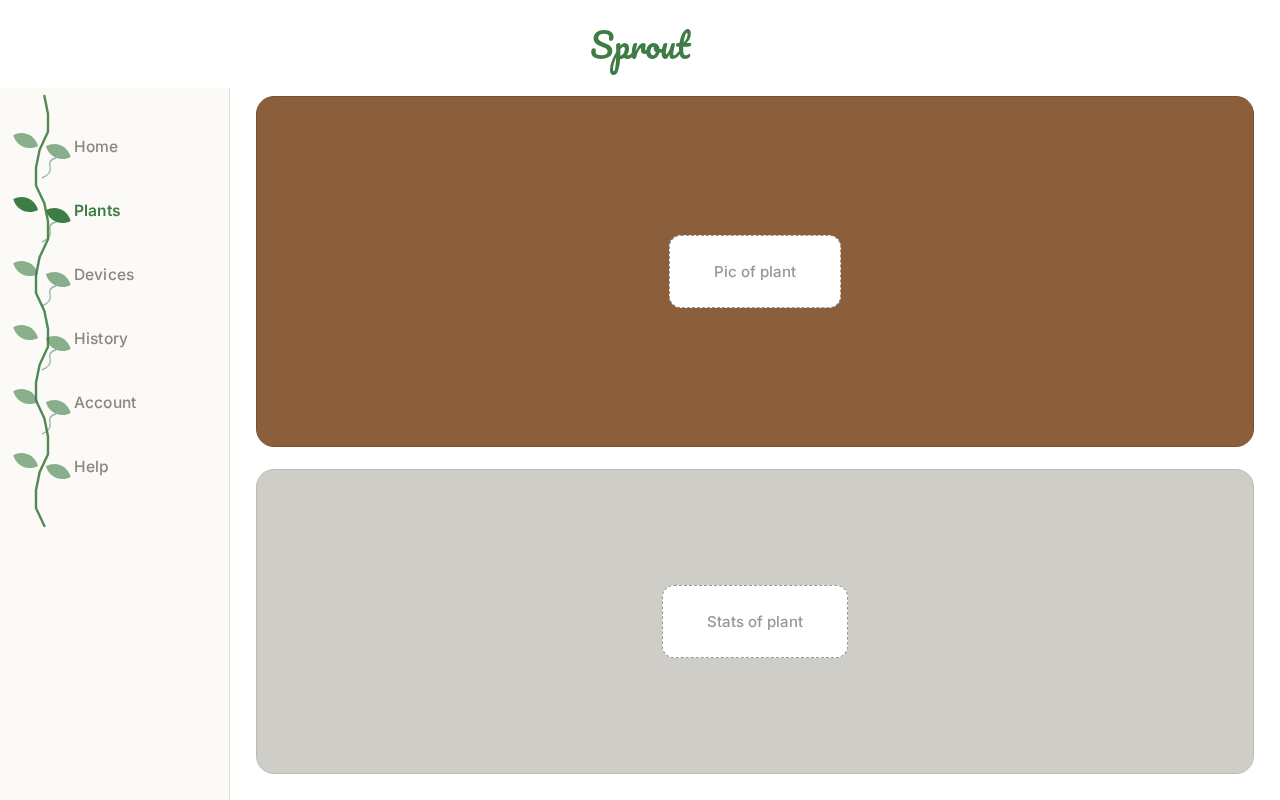 Sprout
Home
Plants
Devices
History
Account
Help
Pic of plant
Stats of plant